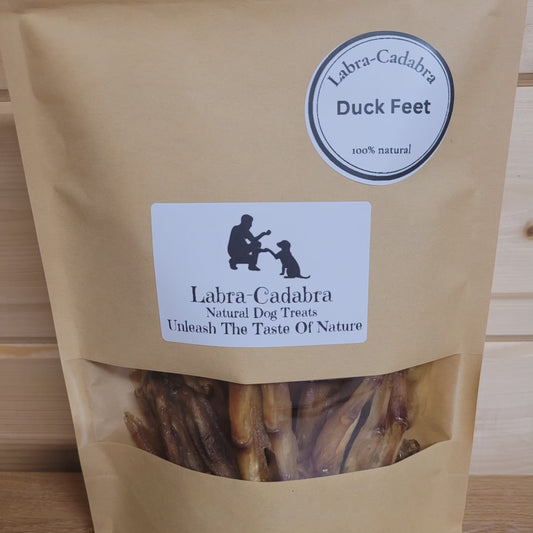 Labra-Cadabra
Duck Feet
100% natural
Labra-Cadabra
Natural Dog Treats
Unleash The Taste Of Nature